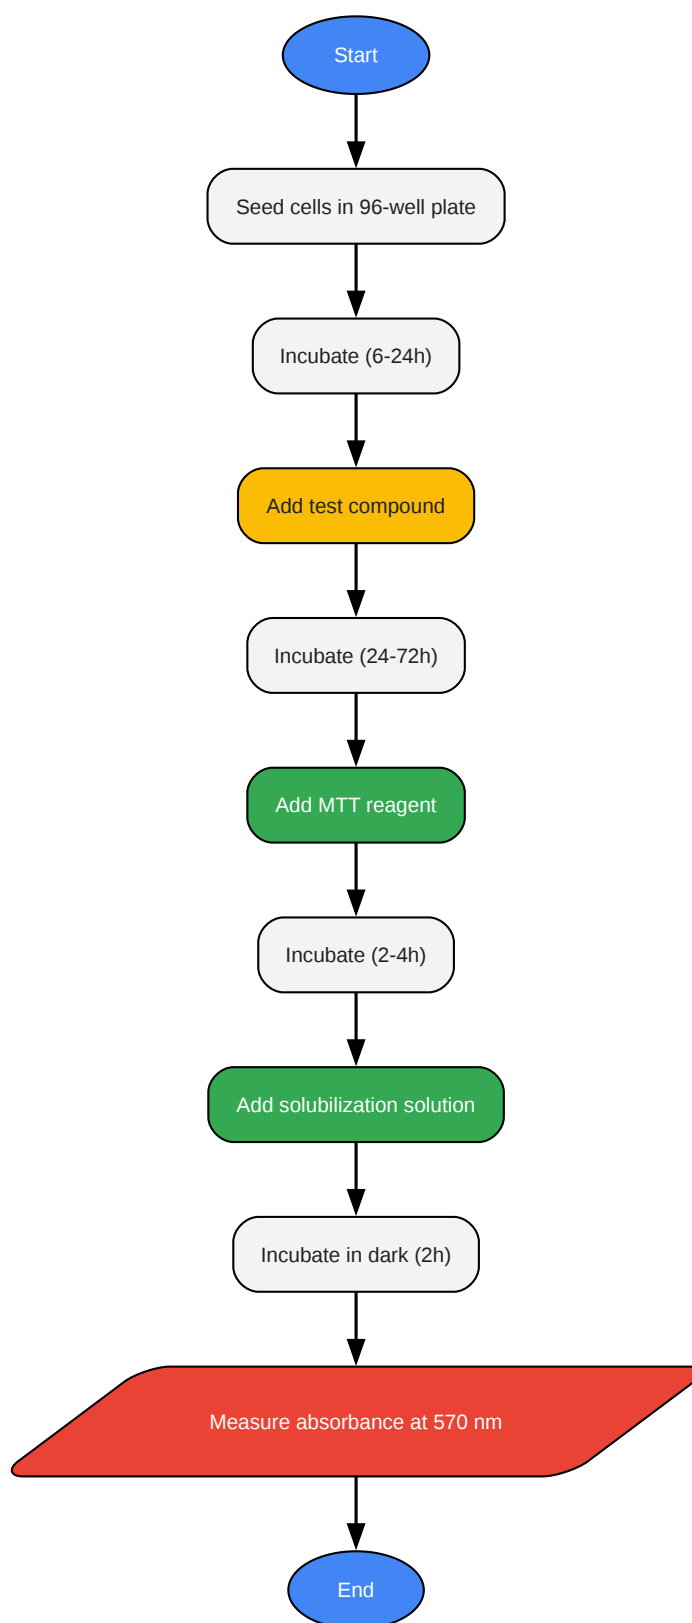 Start
Seed cells in 96-well plate
Incubate (6-24h)
Add test compound
Incubate (24-72h)
Add MTT reagent
Incubate (2-4h)
Add solubilization solution
Incubate in dark (2h)
Measure absorbance at 570 nm
End